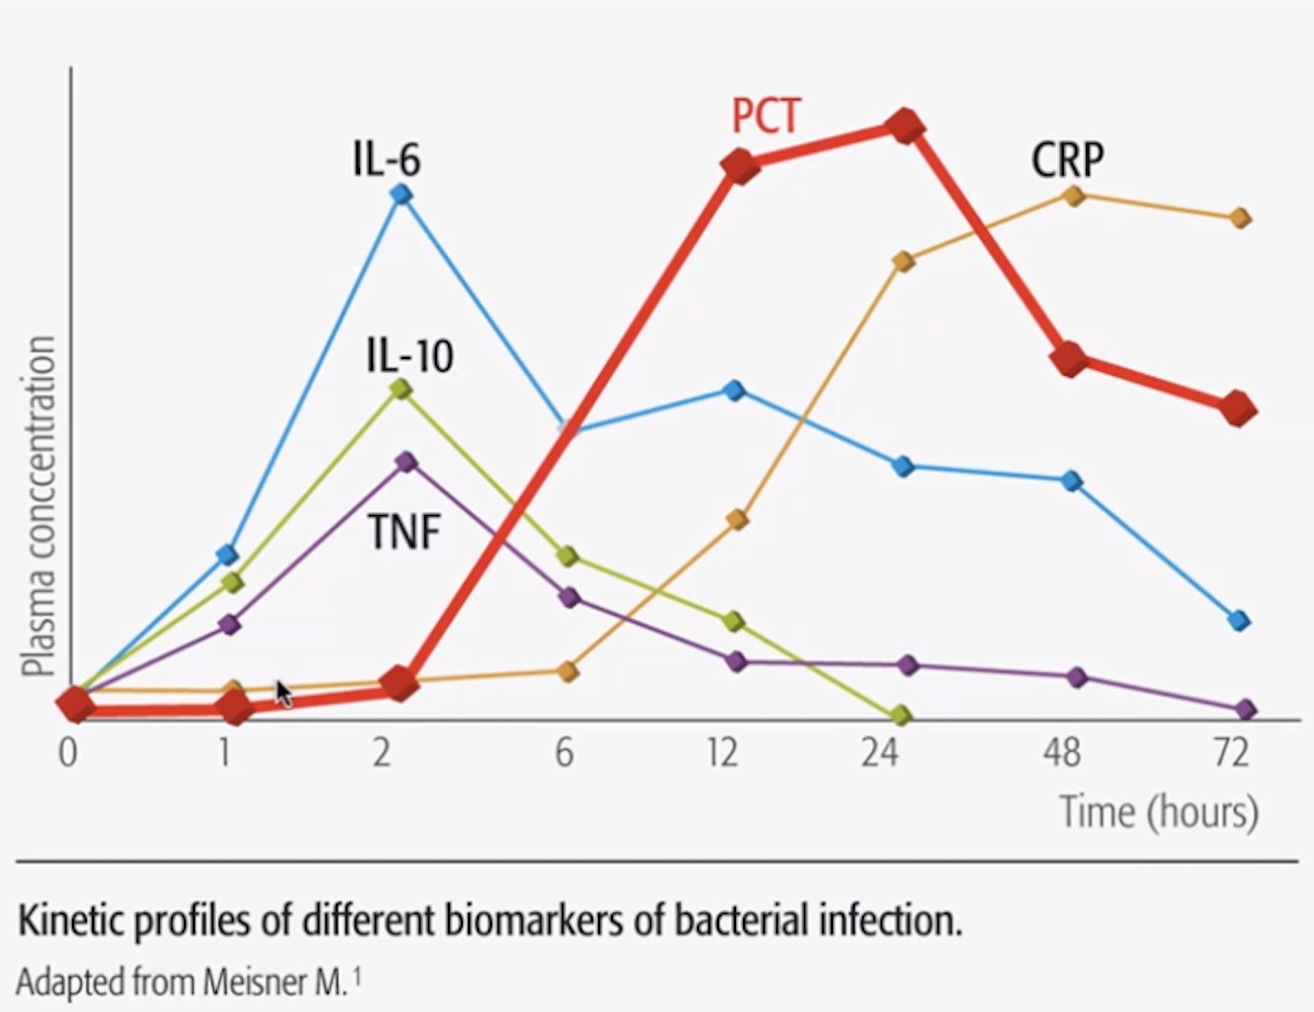 PCT
IL-6
CRP
IL-10
TNF
Plasma conccentration
0 1 2 6 12 24 48 72
Time (hours)
Kinetic profiles of different biomarkers of bacterial infection.
Adapted from Meisner M.¹